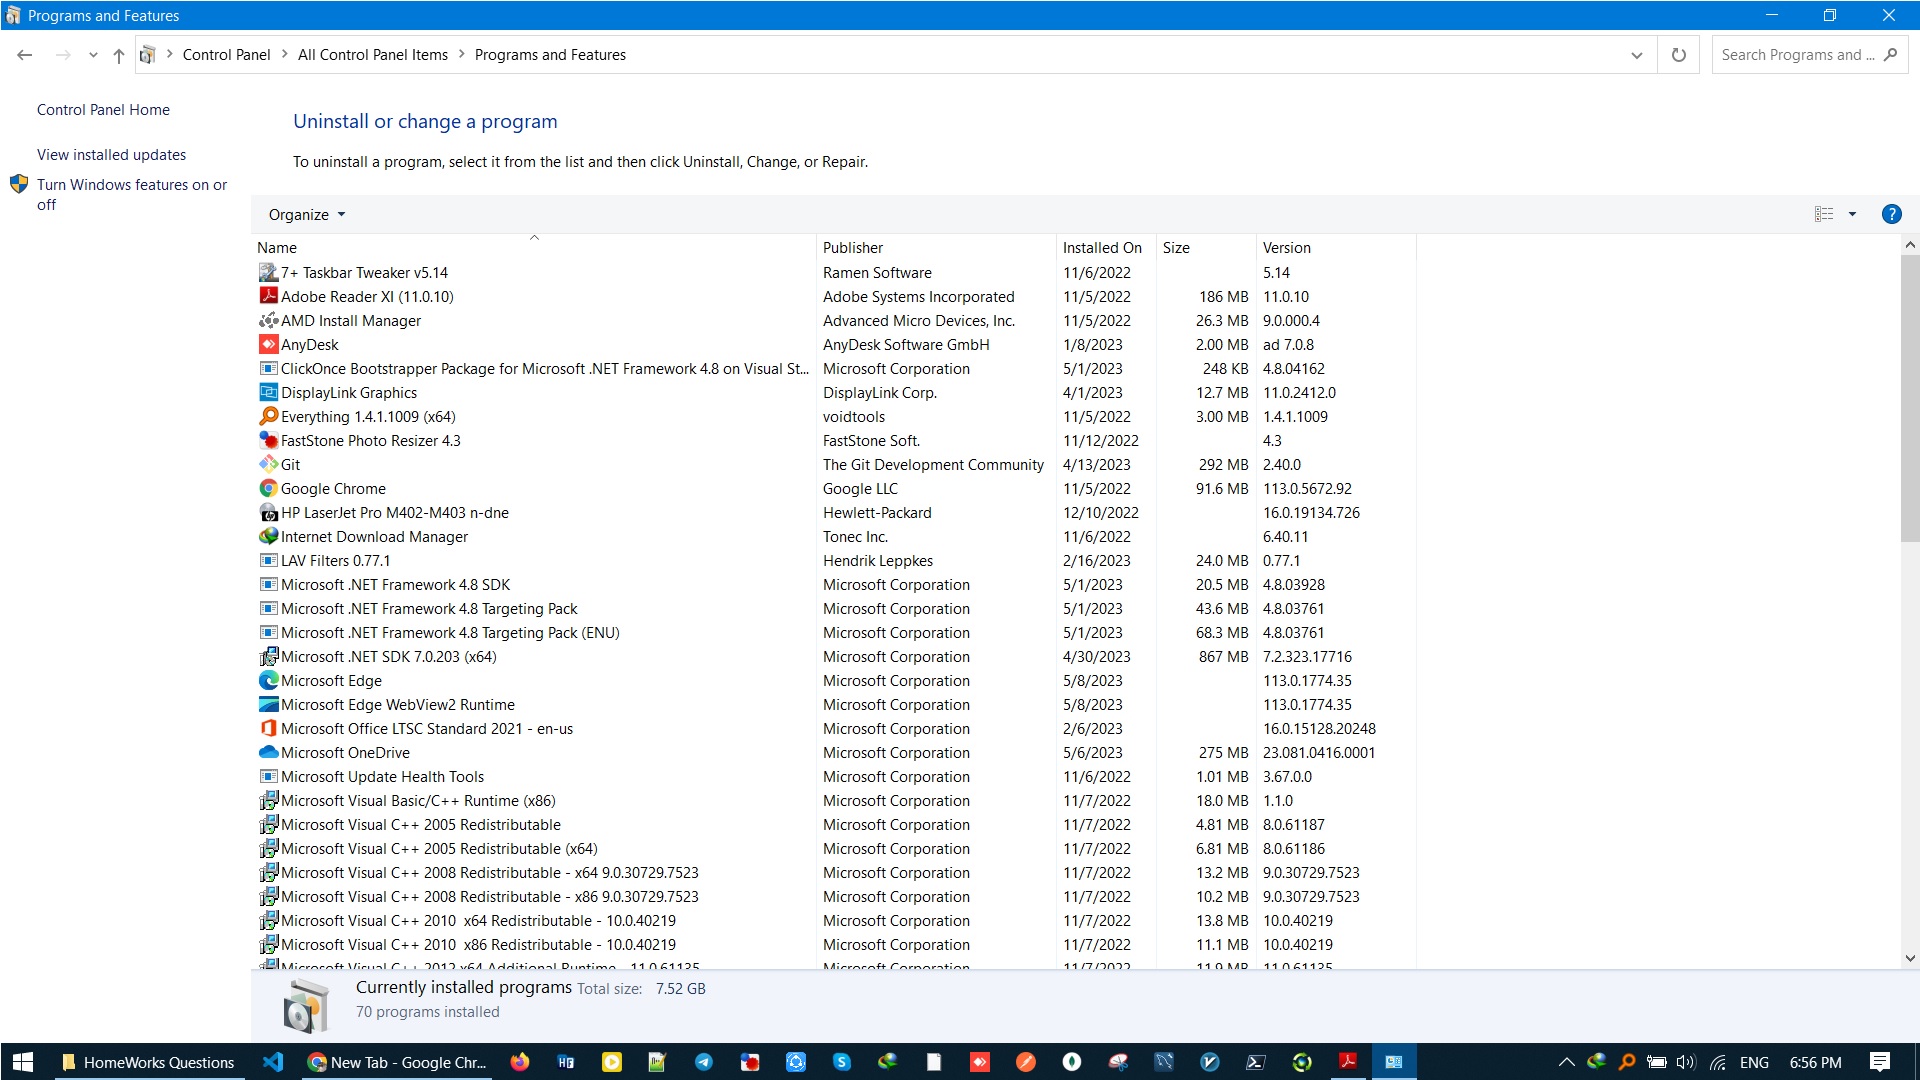 Programs and Features
Control Panel > All Control Panel Items > Programs and Features
Search Programs and ...
Control Panel Home
View installed updates
Turn Windows features on or
off
Uninstall or change a program
To uninstall a program, select it from the list and then click Uninstall, Change, or Repair.
Organize
Name Publisher Installed On Size Version
7+ Taskbar Tweaker v5.14 Ramen Software 11/6/2022 5.14
Adobe Reader XI (11.0.10) Adobe Systems Incorporated 11/5/2022 186 MB 11.0.10
AMD Install Manager Advanced Micro Devices, Inc. 11/5/2022 26.3 MB 9.0.000.4
AnyDesk AnyDesk Software GmbH 1/8/2023 2.00 MB ad 7.0.8
ClickOnce Bootstrapper Package for Microsoft .NET Framework 4.8 on Visual St... Microsoft Corporation 5/1/2023 248 KB 4.8.04162
DisplayLink Graphics DisplayLink Corp. 4/1/2023 12.7 MB 11.0.2412.0
Everything 1.4.1.1009 (x64) voidtools 11/5/2022 3.00 MB 1.4.1.1009
FastStone Photo Resizer 4.3 FastStone Soft. 11/12/2022 4.3
Git The Git Development Community 4/13/2023 292 MB 2.40.0
Google Chrome Google LLC 11/5/2022 91.6 MB 113.0.5672.92
HP LaserJet Pro M402-M403 n-dne Hewlett-Packard 12/10/2022 16.0.19134.726
Internet Download Manager Tonec Inc. 11/6/2022 6.40.11
LAV Filters 0.77.1 Hendrik Leppkes 2/16/2023 24.0 MB 0.77.1
Microsoft .NET Framework 4.8 SDK Microsoft Corporation 5/1/2023 20.5 MB 4.8.03928
Microsoft .NET Framework 4.8 Targeting Pack Microsoft Corporation 5/1/2023 43.6 MB 4.8.03761
Microsoft .NET Framework 4.8 Targeting Pack (ENU) Microsoft Corporation 5/1/2023 68.3 MB 4.8.03761
Microsoft .NET SDK 7.0.203 (x64) Microsoft Corporation 4/30/2023 867 MB 7.2.323.17716
Microsoft Edge Microsoft Corporation 5/8/2023 113.0.1774.35
Microsoft Edge WebView2 Runtime Microsoft Corporation 5/8/2023 113.0.1774.35
Microsoft Office LTSC Standard 2021 - en-us Microsoft Corporation 2/6/2023 16.0.15128.20248
Microsoft OneDrive Microsoft Corporation 5/6/2023 275 MB 23.081.0416.0001
Microsoft Update Health Tools Microsoft Corporation 11/6/2022 1.01 MB 3.67.0.0
Microsoft Visual Basic/C++ Runtime (x86) Microsoft Corporation 11/7/2022 18.0 MB 1.1.0
Microsoft Visual C++ 2005 Redistributable Microsoft Corporation 11/7/2022 4.81 MB 8.0.61187
Microsoft Visual C++ 2005 Redistributable (x64) Microsoft Corporation 11/7/2022 6.81 MB 8.0.61186
Microsoft Visual C++ 2008 Redistributable - x64 9.0.30729.7523 Microsoft Corporation 11/7/2022 13.2 MB 9.0.30729.7523
Microsoft Visual C++ 2008 Redistributable - x86 9.0.30729.7523 Microsoft Corporation 11/7/2022 10.2 MB 9.0.30729.7523
Microsoft Visual C++ 2010 x64 Redistributable - 10.0.40219 Microsoft Corporation 11/7/2022 13.8 MB 10.0.40219
Microsoft Visual C++ 2010 x86 Redistributable - 10.0.40219 Microsoft Corporation 11/7/2022 11.1 MB 10.0.40219
Microsoft Visual C++ 2012 x64 Additional Runtime - 11.0.61135 Microsoft Corporation 11/7/2022 11.9 MB 11.0.61135
Currently installed programs Total size: 7.52 GB
70 programs installed
HomeWorks Questions New Tab - Google Chr... ENG 6:56 PM